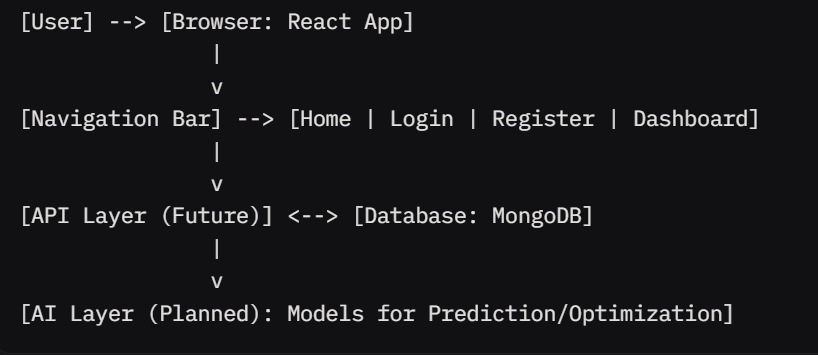 [User] --> [Browser: React App]
|
v
[Navigation Bar] --> [Home | Login | Register | Dashboard]
|
v
[API Layer (Future)] <--> [Database: MongoDB]
|
v
[AI Layer (Planned): Models for Prediction/Optimization]